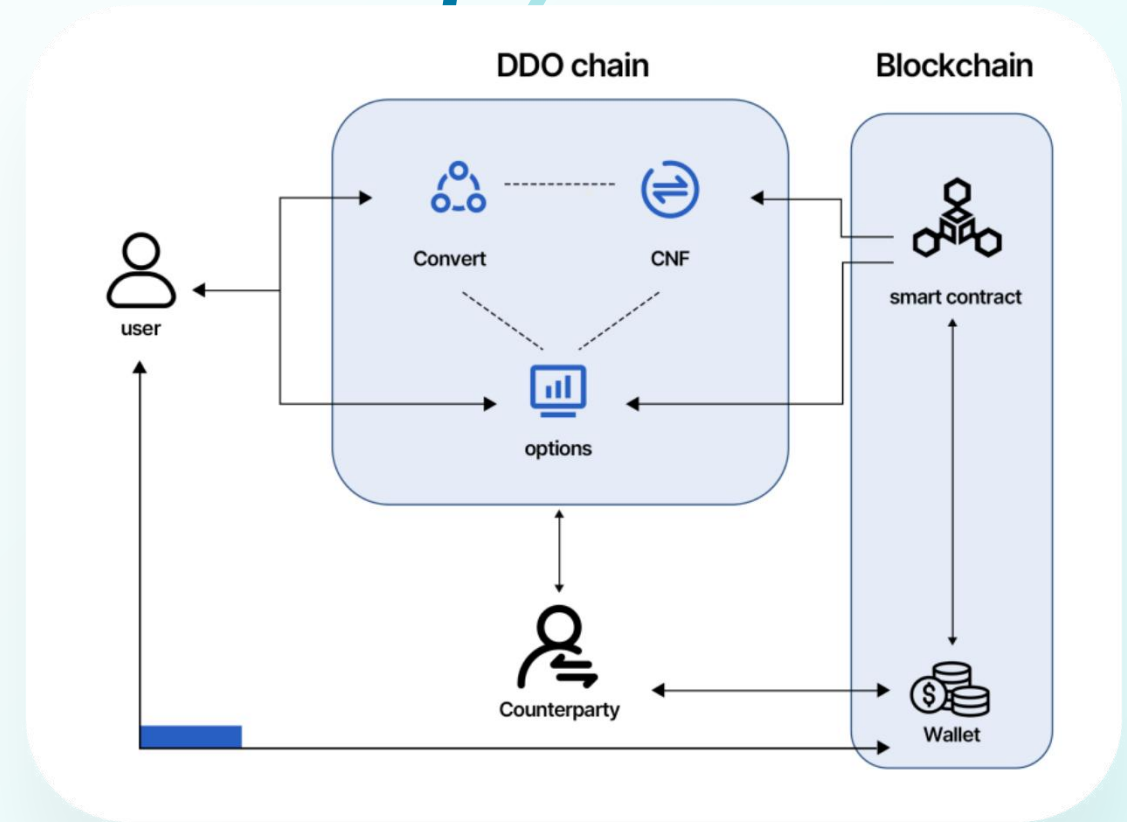 DDO chain
Blockchain
Convert
CNF
smart contract
user
options
Counterparty
$
Wallet